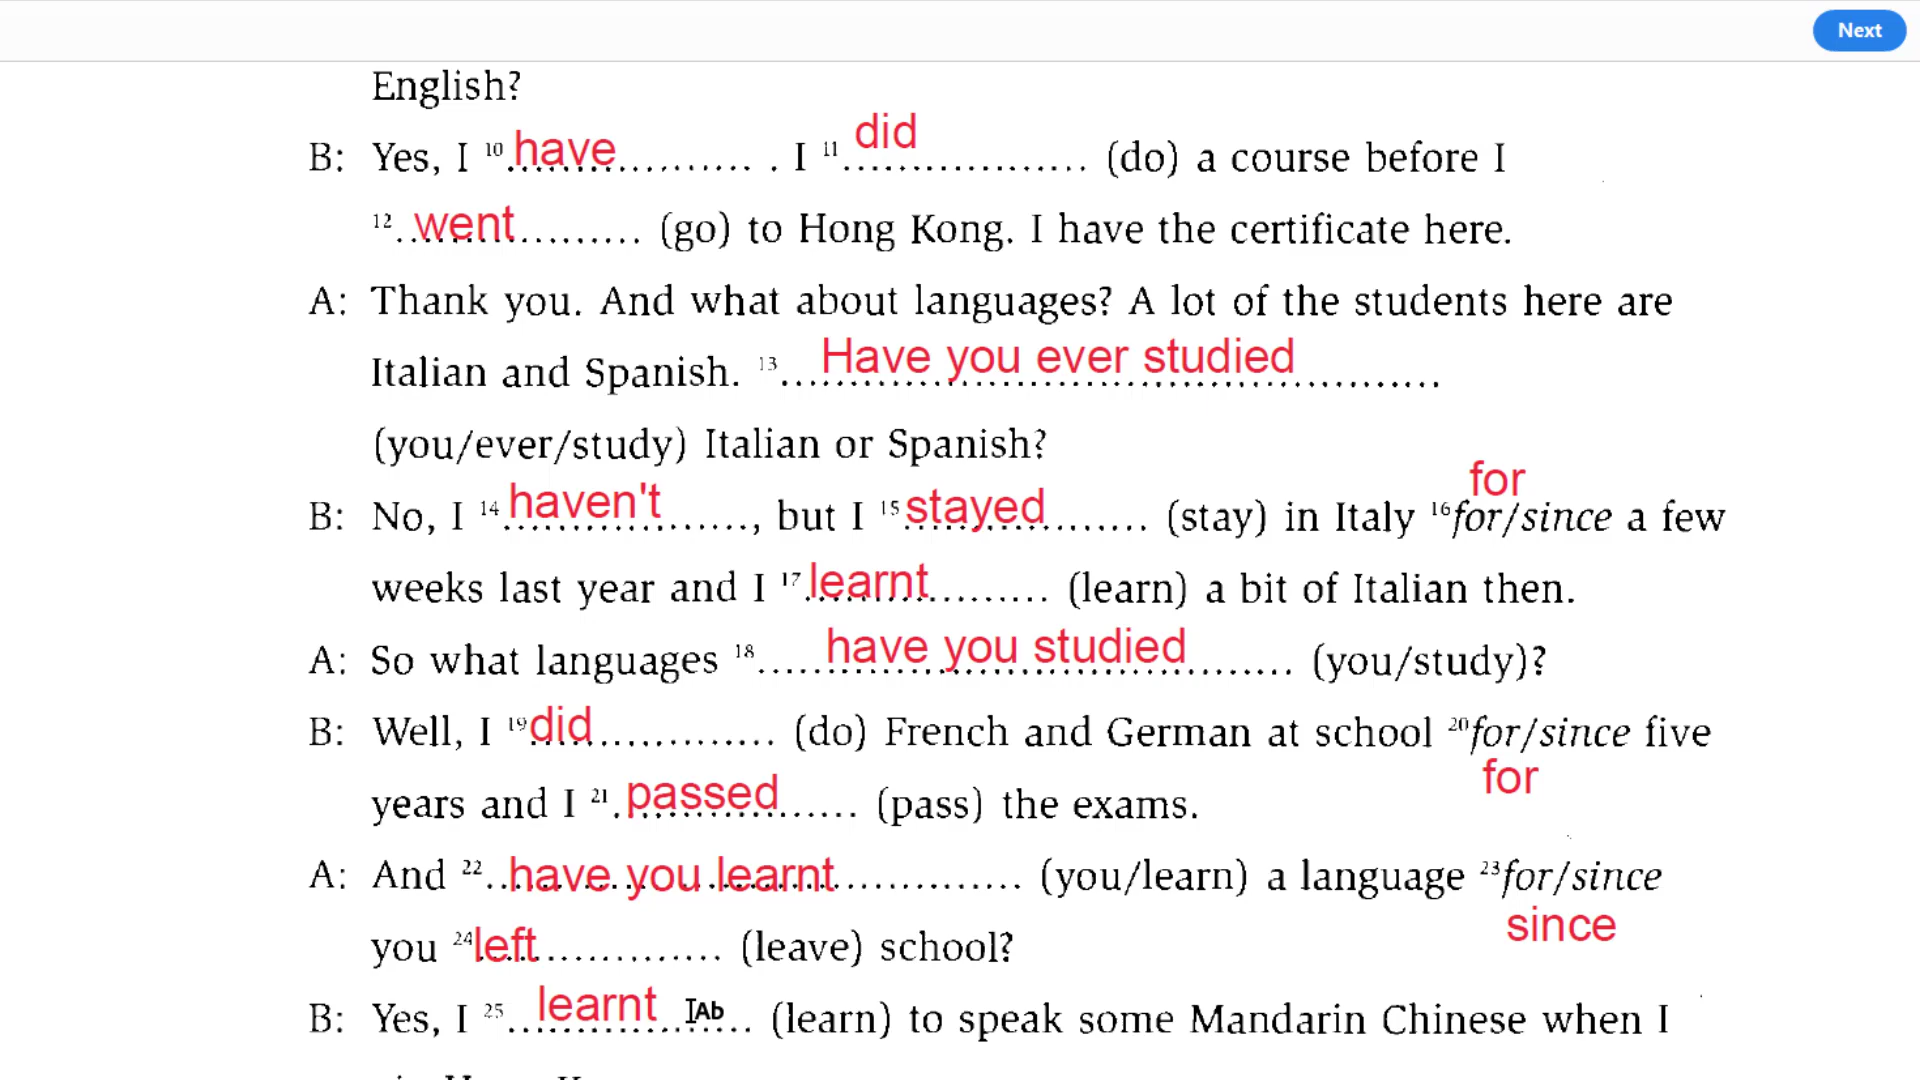 Next
English?
B: Yes, I 10 have . I 11 did (do) a course before I
12 went (go) to Hong Kong. I have the certificate here.
A: Thank you. And what about languages? A lot of the students here are
Italian and Spanish. 13 Have you ever studied
(you/ever/study) Italian or Spanish?
for
B: No, I 14 haven't, but I 15 stayed (stay) in Italy 16 for/since a few
weeks last year and I 17 learnt (learn) a bit of Italian then.
A: So what languages 18 have you studied (you/study)?
B: Well, I 19 did (do) French and German at school 20 for/since five
for
years and I 21 passed (pass) the exams.
A: And 22 have you learnt (you/learn) a language 23 for/since
since
you 24 left (leave) school?
B: Yes, I 25 learnt (learn) to speak some Mandarin Chinese when I